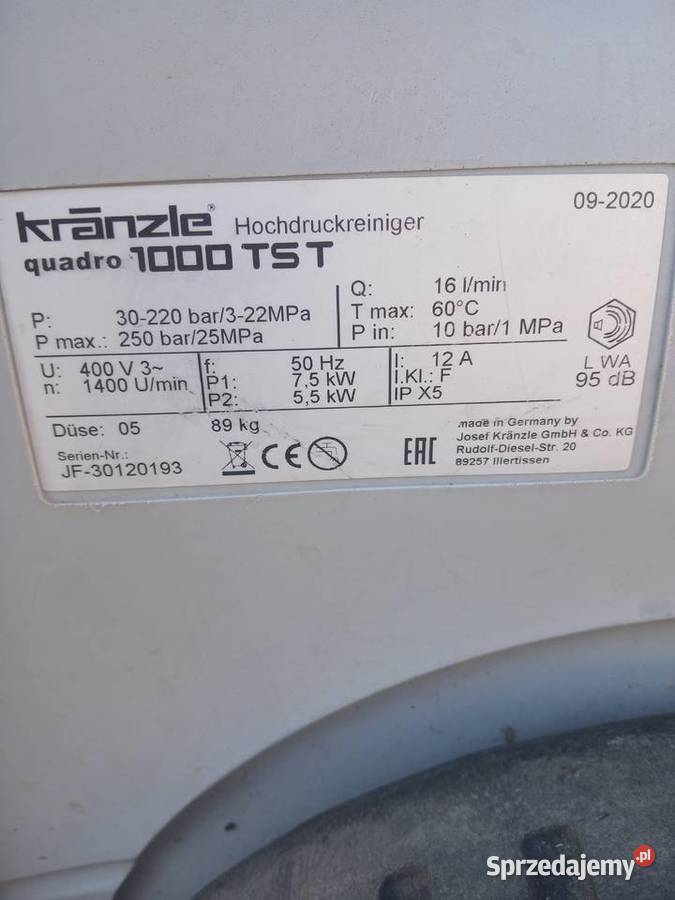 kränzle® Hochdruckreiniger 09-2020
quadro 1000 TS T
P: 30-220 bar/3-22MPa
P max.: 250 bar/25MPa
Q: 16 l/min
T max: 60°C
P in: 10 bar/1 MPa
U: 400 V 3~
n: 1400 U/min
f: 50 Hz
P1: 7,5 kW
P2: 5,5 kW
I: 12 A
I.Kl.: F
IP X5
L WA
95 dB
Düse: 05 89 kg
Serien-Nr.:
JF-30120193
CE EAC
made in Germany by
Josef Kränzle GmbH & Co. KG
Rudolf-Diesel-Str. 20
89257 Illertissen
Sprzedajemy.pl